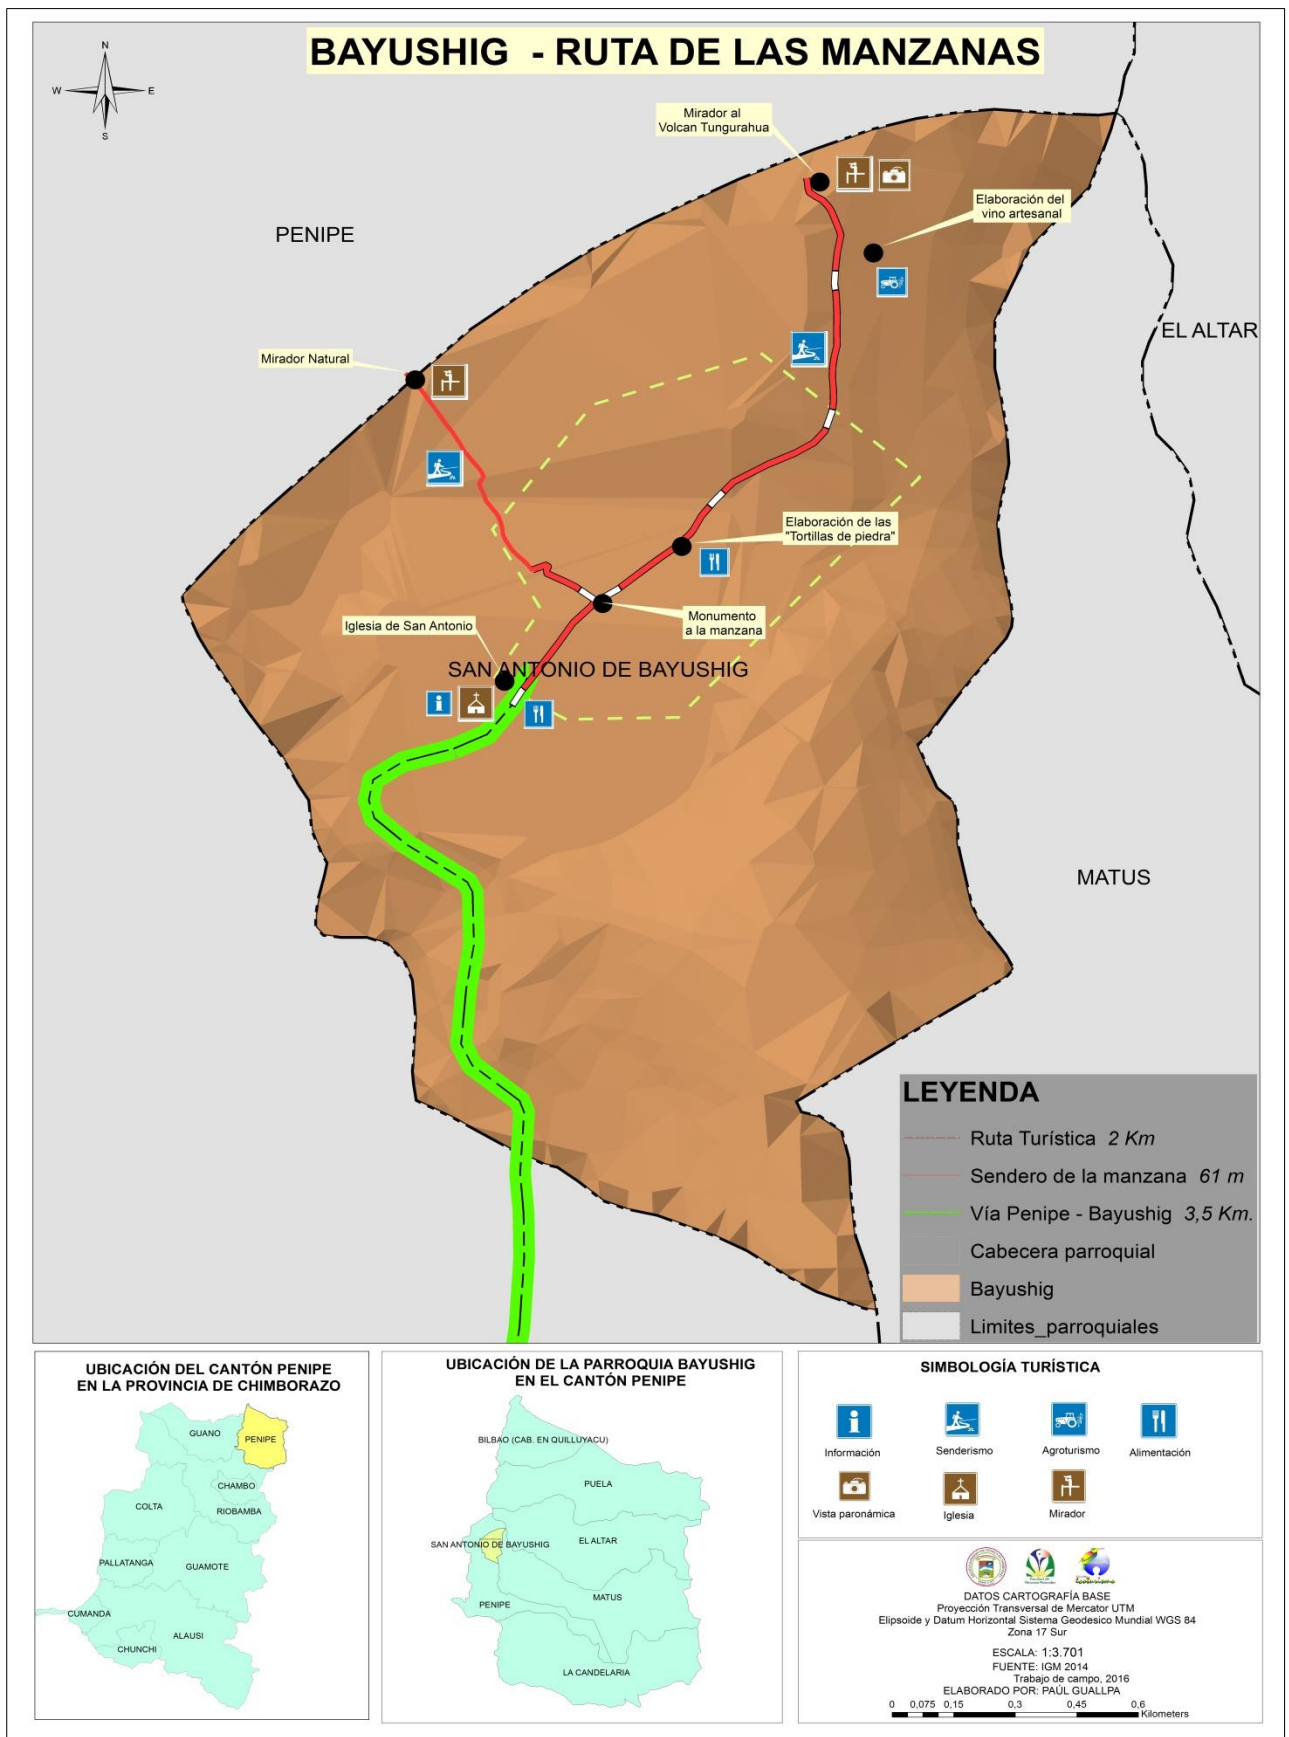 BAYUSHIG - RUTA DE LAS MANZANAS
N
W
E
S
Mirador al
Volcan Tungurahua
Elaboración del
vino artesanal
PENIPE
EL ALTAR
Mirador Natural
Elaboración de las
"Tortillas de piedra"
Monumento
a la manzana
Iglesia de San Antonio
SAN ANTONIO DE BAYUSHIG
MATUS
LEYENDA
Ruta Turística 2 Km
Sendero de la manzana 61 m
Vía Penipe - Bayushig 3,5 Km.
Cabecera parroquial
Bayushig
Limites_parroquiales
UBICACIÓN DEL CANTÓN PENIPE
EN LA PROVINCIA DE CHIMBORAZO
GUANO
PENIPE
CHAMBO
COLTA
RIOBAMBA
PALLATANGA
GUAMOTE
CUMANDA
ALAUSI
CHUNCHI
UBICACIÓN DE LA PARROQUIA BAYUSHIG
EN EL CANTÓN PENIPE
BILBAO (CAB. EN QUILLUYACU)
PUELA
EL ALTAR
SAN ANTONIO DE BAYUSHIG
MATUS
PENIPE
LA CANDELARIA
SIMBOLOGÍA TURÍSTICA
Información
Senderismo
Agroturismo
Alimentación
Vista paronámica
Iglesia
Mirador
Ecoturismo
DATOS CARTOGRAFÍA BASE
Proyección Transversal de Mercator UTM
Elipsoide y Datum Horizontal Sistema Geodesico Mundial WGS 84
Zona 17 Sur
ESCALA: 1:3.701
FUENTE: IGM 2014
Trabajo de campo, 2016
ELABORADO POR: PAÚL GUALLPA
0 0,075 0,15 0,3 0,45 0,6
Kilometers